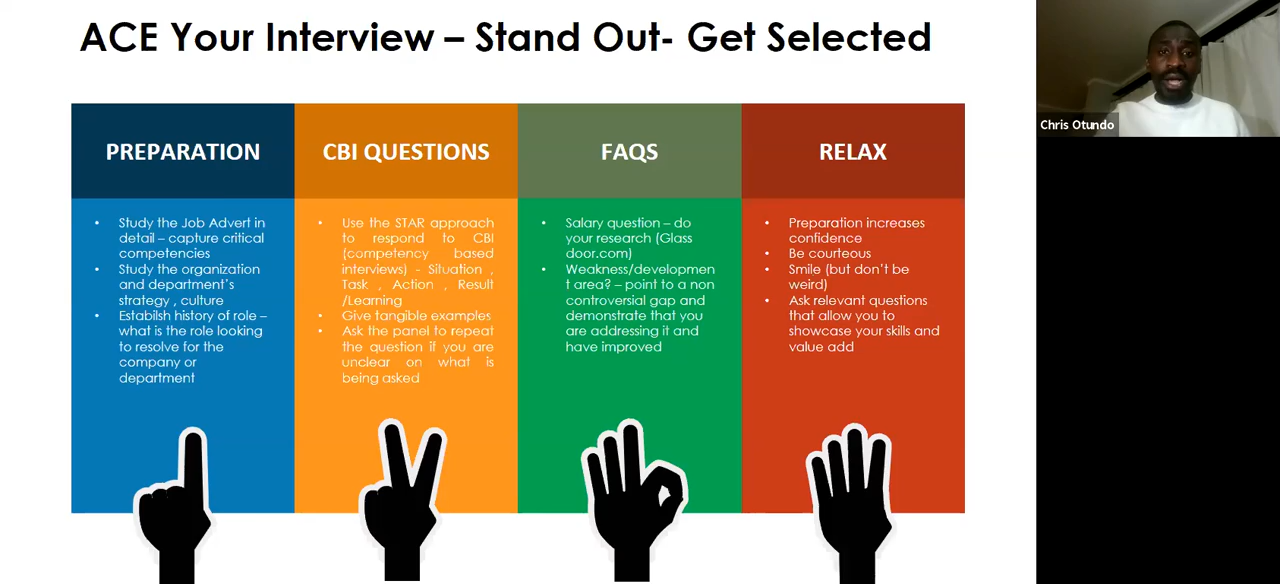 ACE Your Interview – Stand Out- Get Selected
PREPARATION
• Study the Job Advert in
detail – capture critical
competencies
• Study the organization
and department's
strategy , culture
• Estabilsh history of role –
what is the role looking
to resolve for the
company or
department
CBI QUESTIONS
• Use the STAR approach
to respond to CBI
(competency based
interviews) - Situation ,
Task , Action , Result
/Learning
• Give tangible examples
• Ask the panel to repeat
the question if you are
unclear on what is
being asked
FAQS
• Salary question – do
your research (Glass
door.com)
• Weakness/developmen
t area? – point to a non
controversial gap and
demonstrate that you
are addressing it and
have improved
RELAX
• Preparation increases
confidence
• Be courteous
• Smile (but don't be
weird)
• Ask relevant questions
that allow you to
showcase your skills and
value add
Chris Otundo